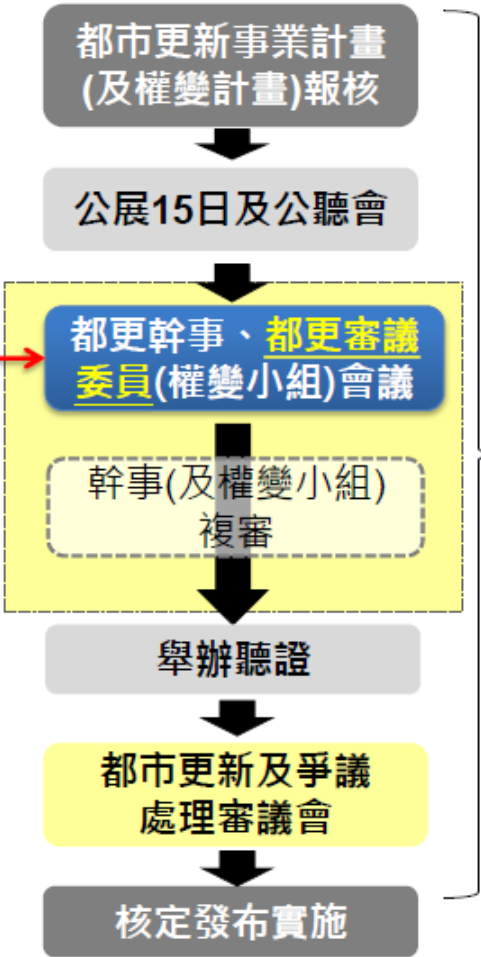 都市更新事業計畫
(及權變計畫)報核
公展15日及公聽會
都更幹事、都更審議
委員(權變小組)會議
幹事(及權變小組)
複審
舉辦聽證
都市更新及爭議
處理審議會
核定發布實施